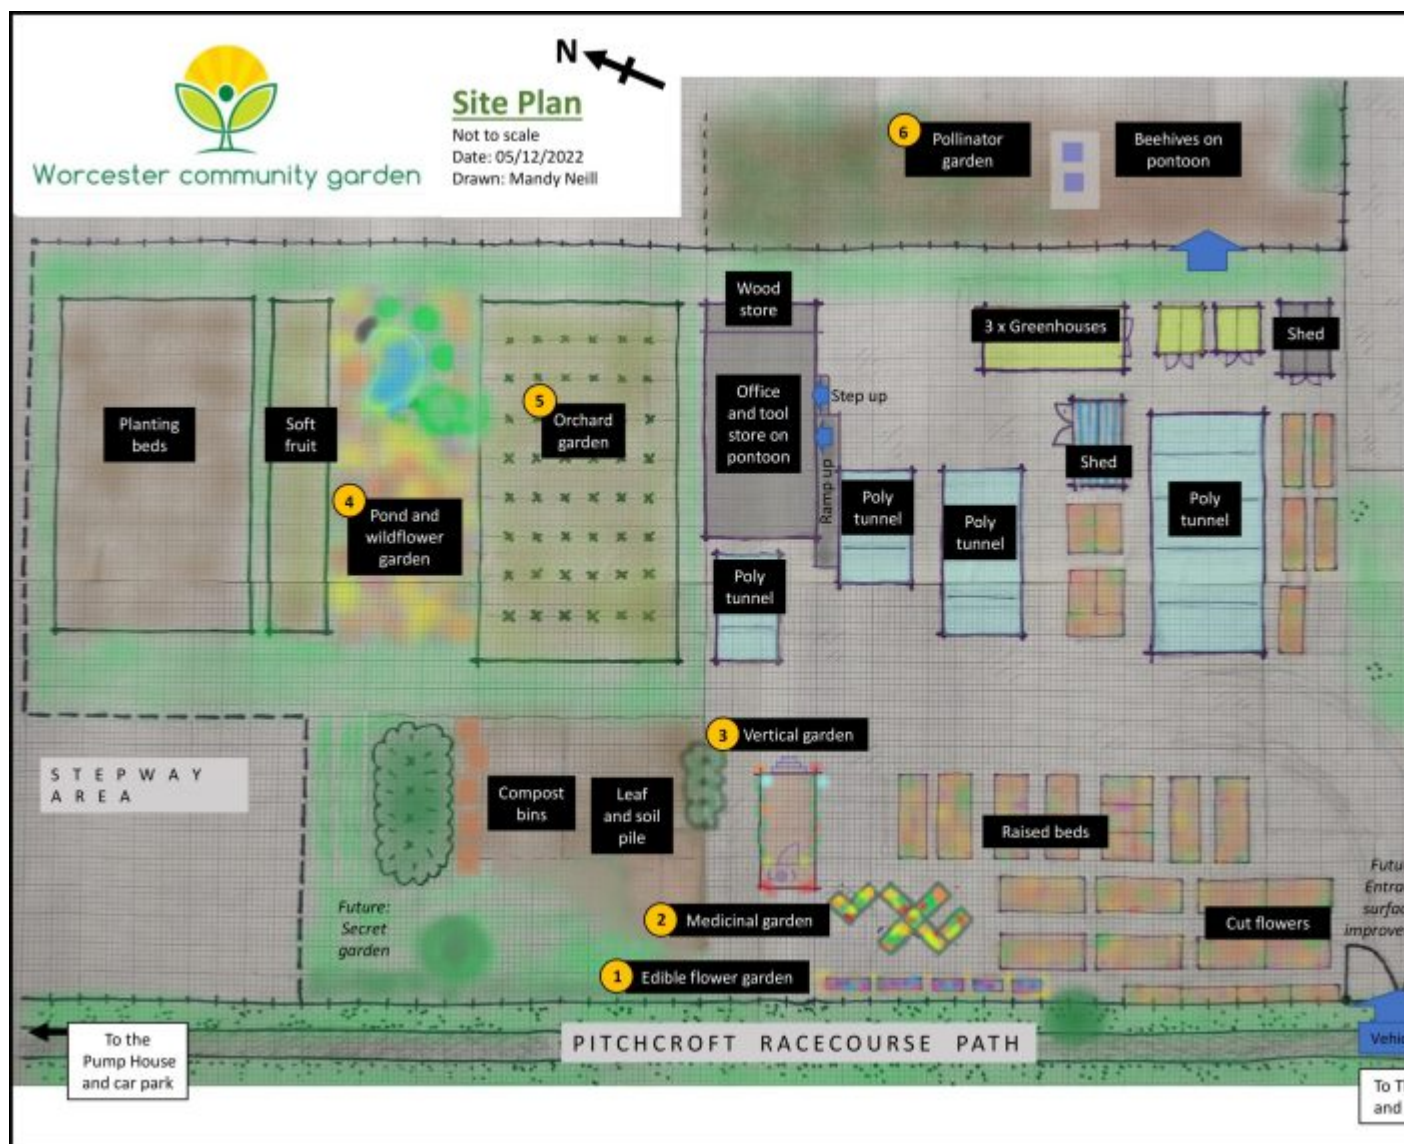 N
Site Plan
Not to scale
Date: 05/12/2022
Drawn: Mandy Neill
Worcester community garden
6
Pollinator
garden
Beehives on
pontoon
Wood
store
3 x Greenhouses
Shed
Planting
beds
Soft
fruit
5
Orchard
garden
Office
and tool
store on
pontoon
Step up
Ramp up
Shed
4
Pond and
wildflower
garden
Poly
tunnel
Poly
tunnel
Poly
tunnel
Poly
tunnel
3
Vertical garden
STEPWAY
AREA
Compost
bins
Leaf
and soil
pile
Raised beds
Future:
Secret
garden
2
Medicinal garden
Cut flowers
1
Edible flower garden
PITCHCROFT RACECOURSE PATH
To the
Pump House
and car park
To T
and